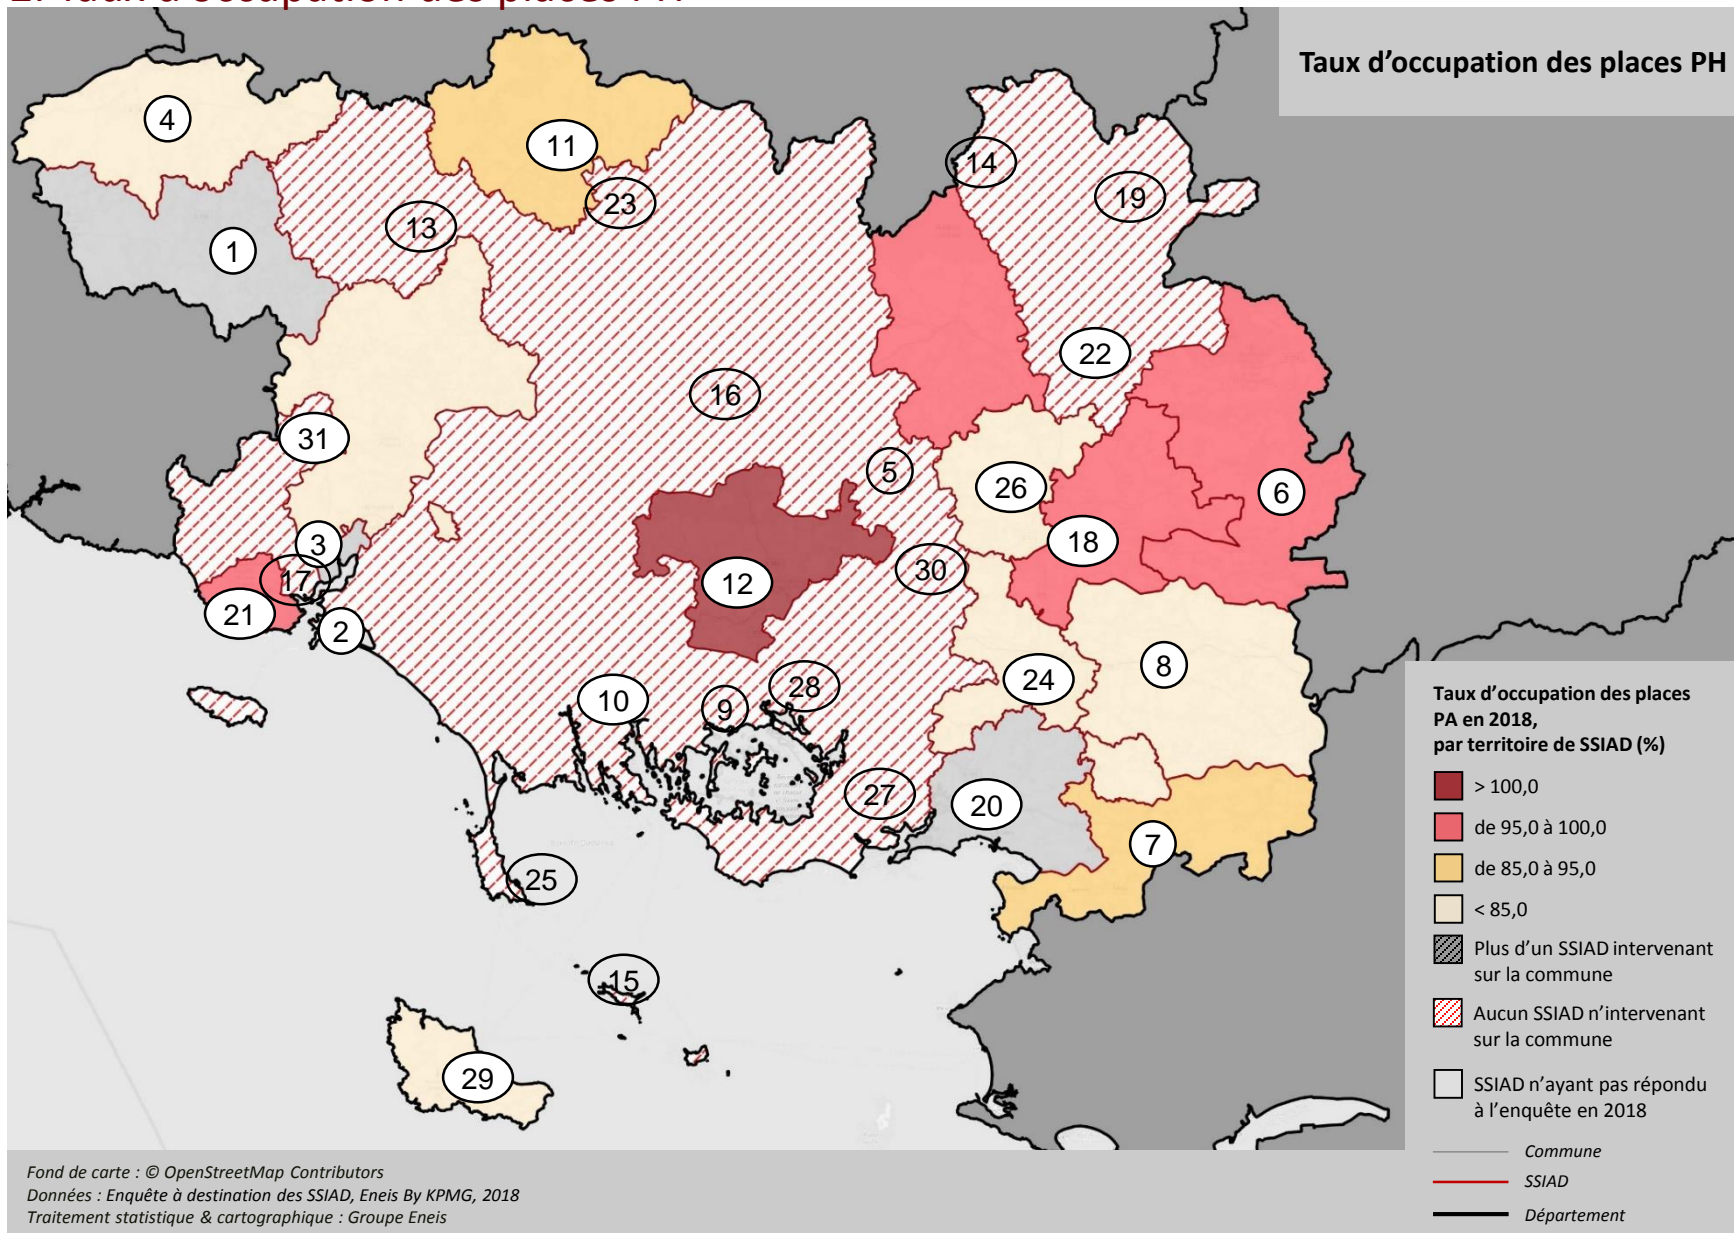 Taux d'occupation des places PH
4
11
14
19
23
13
1
22
16
31
5
26
6
3
18
17
30
12
21
2
8
24
28
10
9
27
20
7
25
15
29
Taux d'occupation des places
PA en 2018,
par territoire de SSIAD (%)
> 100,0
de 95,0 à 100,0
de 85,0 à 95,0
< 85,0
Plus d'un SSIAD intervenant
sur la commune
Aucun SSIAD n'intervenant
sur la commune
SSIAD n'ayant pas répondu
à l'enquête en 2018
Commune
SSIAD
Département
Fond de carte : © OpenStreetMap Contributors
Données : Enquête à destination des SSIAD, Eneis By KPMG, 2018
Traitement statistique & cartographique : Groupe Eneis